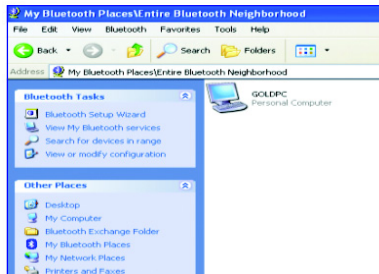 My Bluetooth Places\Entire Bluetooth Neighborhood
File Edit View Bluetooth Favorites Tools Help
Back Search Folders
Address My Bluetooth Places\Entire Bluetooth Neighborhood
Bluetooth Tasks
Bluetooth Setup Wizard
View My Bluetooth services
Search for devices in range
View or modify configuration
Other Places
Desktop
My Computer
Bluetooth Exchange Folder
My Bluetooth Places
My Network Places
Printers and Faxes
GOLDPC
Personal Computer